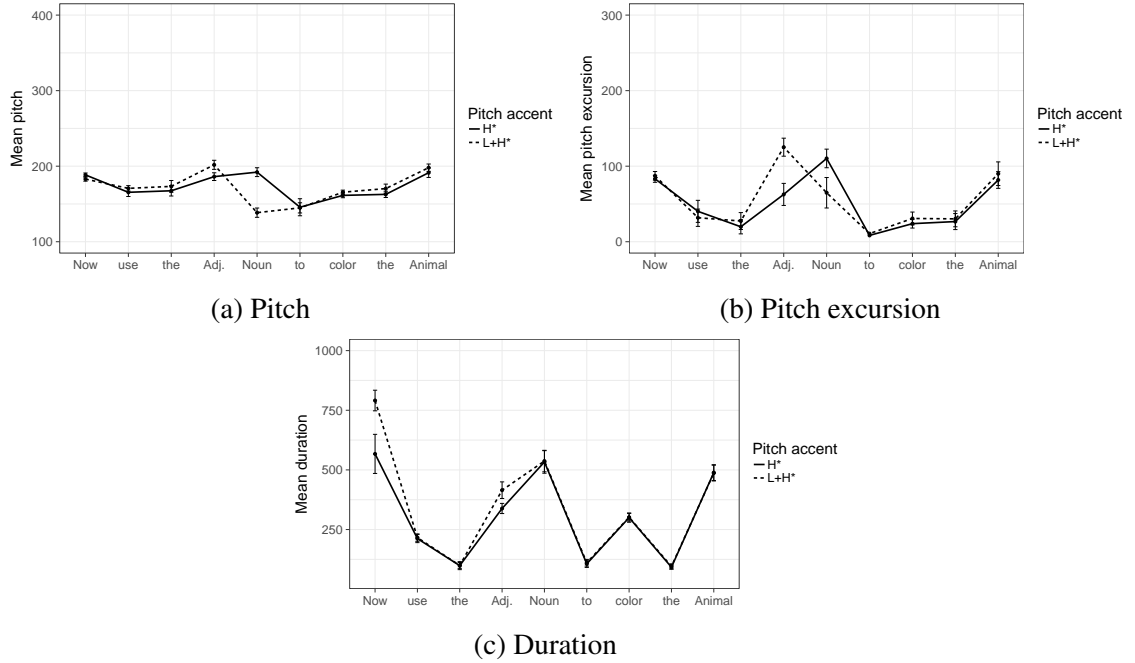 400
300
200
100
Mean pitch
Now use the Adj. Noun to color the Animal
Pitch accent
H*
L+H*
(a) Pitch
300
200
100
0
Mean pitch excursion
Now use the Adj. Noun to color the Animal
Pitch accent
H*
L+H*
(b) Pitch excursion
1000
750
500
250
Mean duration
Now use the Adj. Noun to color the Animal
Pitch accent
H*
L+H*
(c) Duration